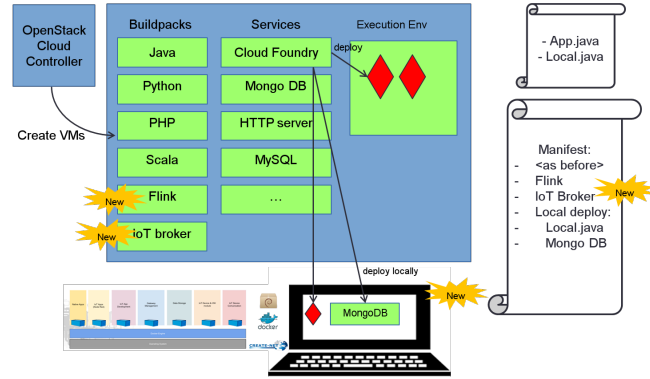 OpenStack
Cloud
Controller
Create VMs
Buildpacks
Java
Python
PHP
Scala
New
Flink
New
IoT broker
Services
Cloud Foundry
Mongo DB
HTTP server
MySQL
...
Execution Env
deploy
- App.java
- Local.java
Manifest:
- <as before>
- Flink
- IoT Broker
New
- Local deploy:
- Local.java
- Mongo DB
deploy locally
New
MongoDB
docker
CREATE-NET